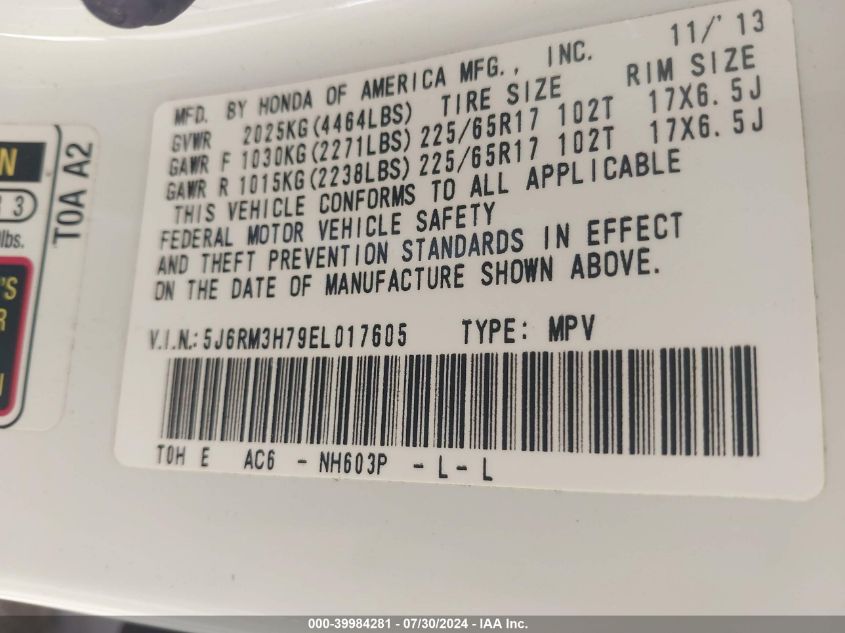 MFD. BY HONDA OF AMERICA MFG., INC. 11/'13
GVWR 2025KG(4464LBS) TIRE SIZE RIM SIZE
GAWR F 1030KG(2271LBS) 225/65R17 102T 17X6.5J
GAWR R 1015KG(2238LBS) 225/65R17 102T 17X6.5J
THIS VEHICLE CONFORMS TO ALL APPLICABLE
FEDERAL MOTOR VEHICLE SAFETY
AND THEFT PREVENTION STANDARDS IN EFFECT
ON THE DATE OF MANUFACTURE SHOWN ABOVE.
V.I.N.: 5J6RM3H79EL017605 TYPE: MPV
T0H E AC6 - NH603P - L - L
T0A A2
N
3
lbs.
'S
R
000-39984281 - 07/30/2024 - IAA Inc.